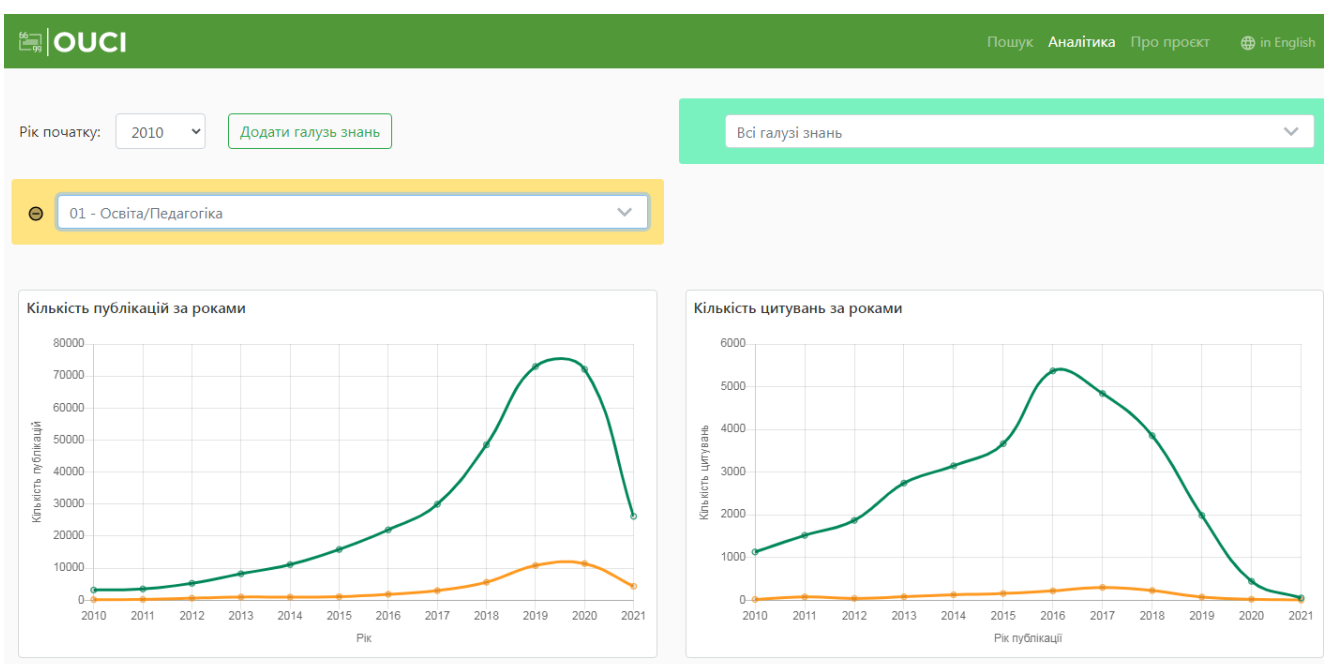 66 99 OUCI
Пошук Аналітика Про проєкт in English
Рік початку: 2010 Додати галузь знань
Всі галузі знань
01 - Освіта/Педагогіка
Кількість публікацій за роками
80000
70000
60000
50000
40000
30000
20000
10000
0
Кількість публікацій
2010 2011 2012 2013 2014 2015 2016 2017 2018 2019 2020 2021
Рік
Кількість цитувань за роками
6000
5000
4000
3000
2000
1000
0
Кількість цитувань
2010 2011 2012 2013 2014 2015 2016 2017 2018 2019 2020 2021
Рік публікації